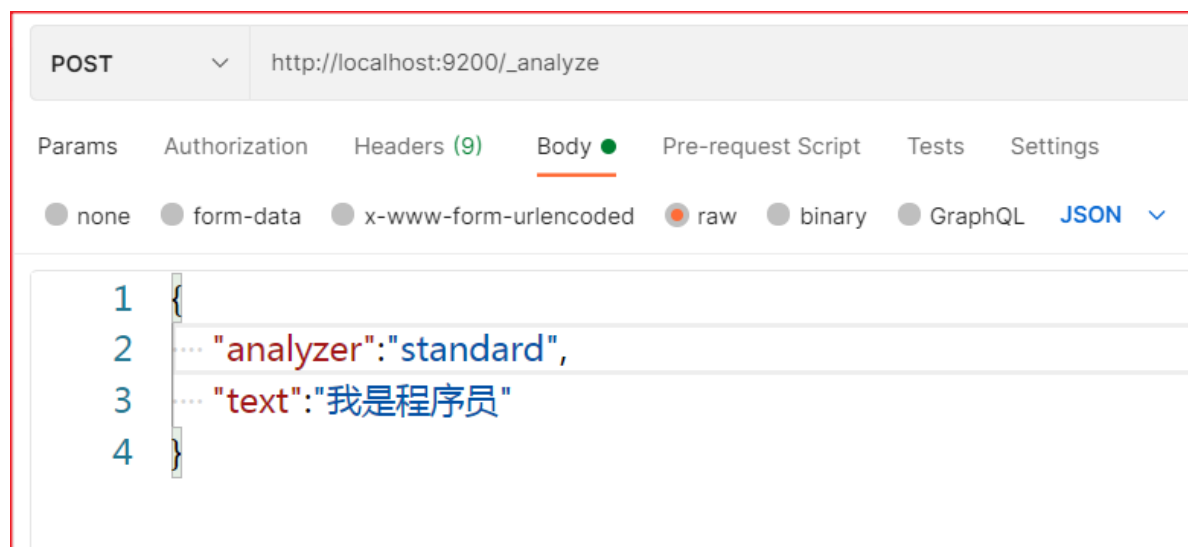 POST http://localhost:9200/_analyze
Params Authorization Headers (9) Body Pre-request Script Tests Settings
none form-data x-www-form-urlencoded raw binary GraphQL JSON
1 {
2 "analyzer":"standard",
3 "text":"我是程序员"
4 }